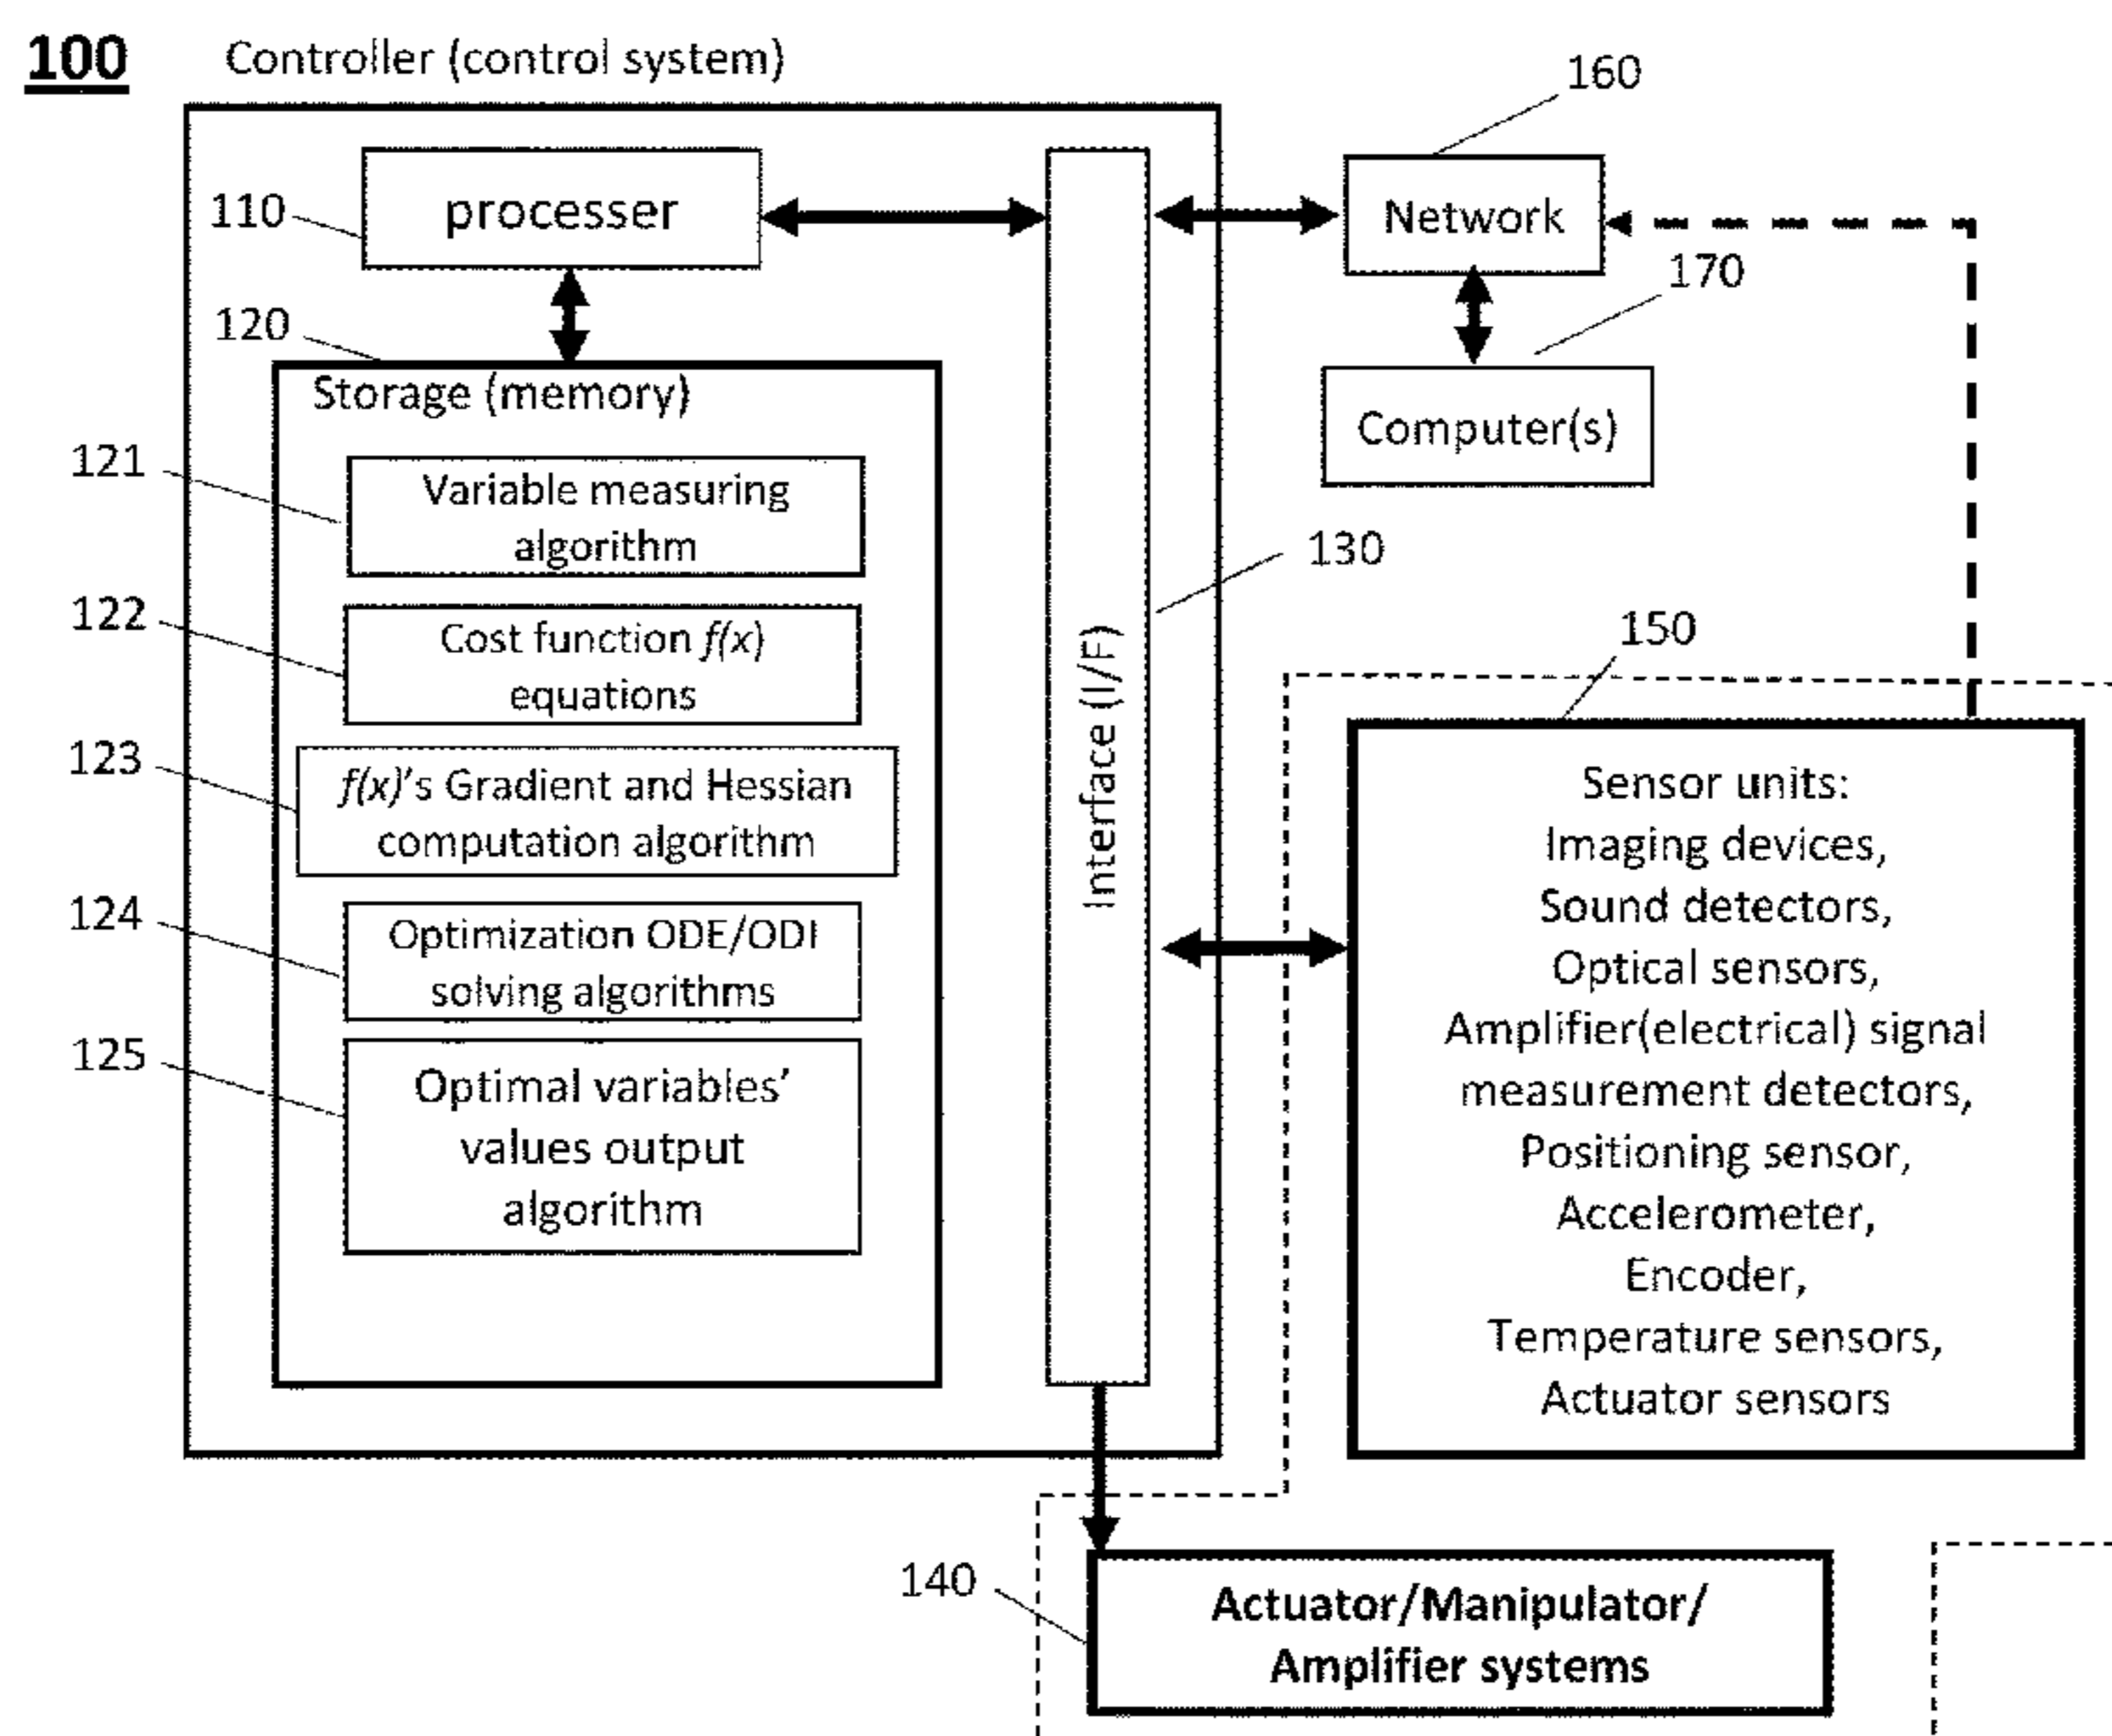 100
Controller (control system)
160
110
processer
Network
170
120
Storage (memory)
Computer(s)
121
Variable measuring
algorithm
130
122
Cost function f(x)
equations
150
Interface (I/F)
123
f(x)'s Gradient and Hessian
computation algorithm
124
Optimization ODE/ODI
solving algorithms
125
Optimal variables'
values output
algorithm
Sensor units:
Imaging devices,
Sound detectors,
Optical sensors,
Amplifier(electrical) signal
measurement detectors,
Positioning sensor,
Accelerometer,
Encoder,
Temperature sensors,
Actuator sensors
140
Actuator/Manipulator/
Amplifier systems